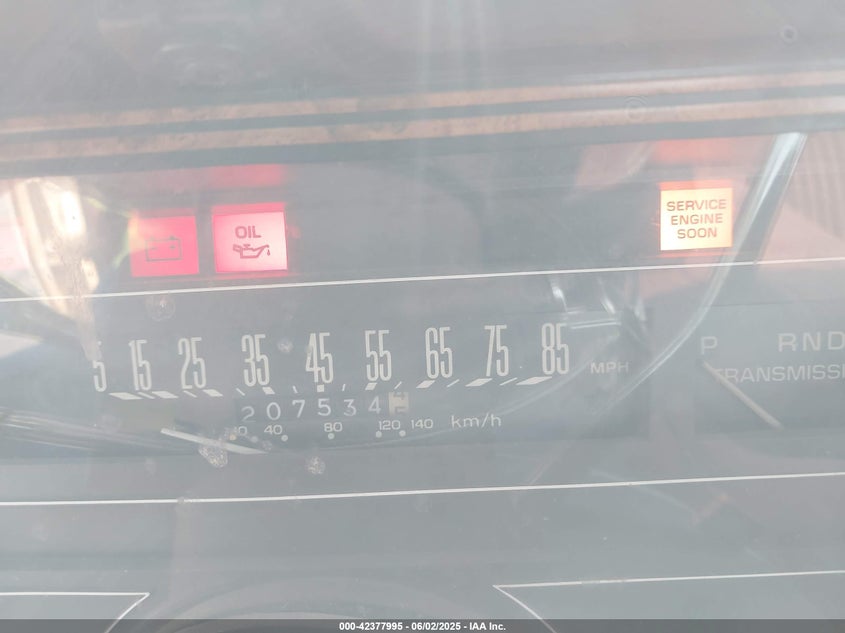 OIL
SERVICE
ENGINE
SOON
5 15 25 35 45 55 65 75 85 MPH
P RND
TRANSMISSI
207534
40 80 120 140 km/h
000-42377995 - 06/02/2025 - IAA Inc.